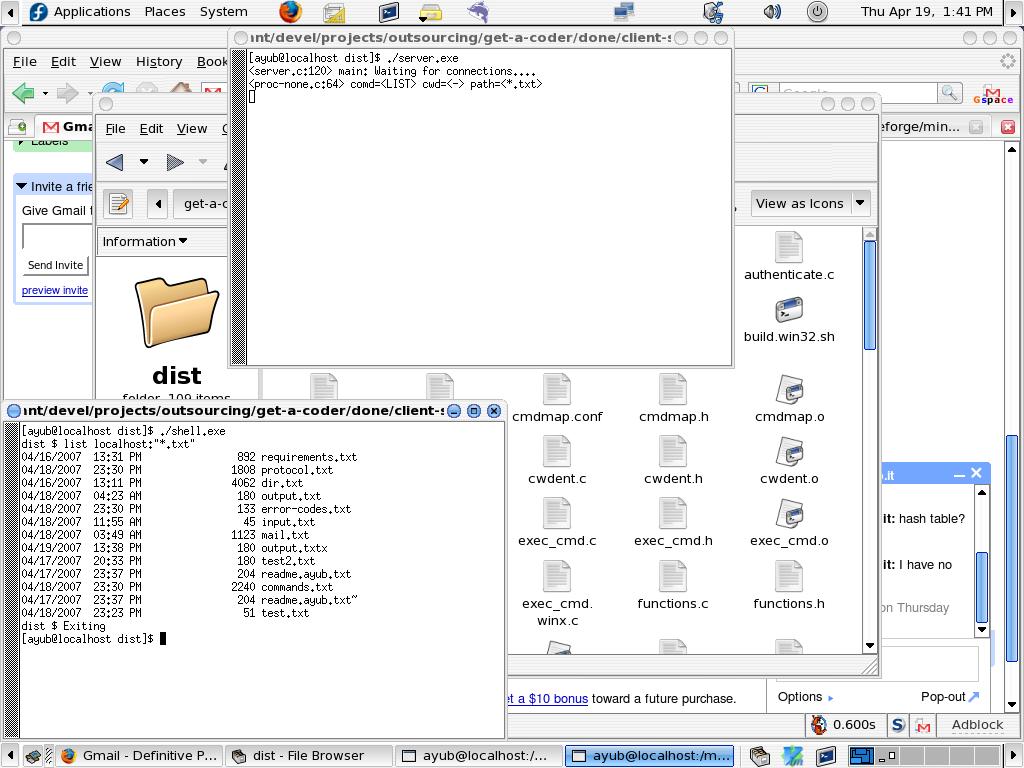 Applications Places System Thu Apr 19, 1:41 PM
ant/devel/projects/outsourcing/get-a-coder/done/client-s
File Edit View History Book
[ayub@localhost dist]$ ./server.exe
<server.c:120> main: Waiting for connections....
<proc-none.c:64> comd=<LIST> cwd=<-> path=<*.txt>
Google
Gspace
Gma
eforge/min...
File Edit View
Labels
Invite a frie
Give Gmail
Send Invite
preview invite
get-a-c
View as Icons
Information
dist
folder, 109 items
authenticate.c
build.win32.sh
cmdmap.conf cmdmap.h cmdmap.o
cwdent.c cwdent.h cwdent.o
exec_cmd.c exec_cmd.h exec_cmd.o
exec_cmd.
winx.c
functions.c functions.h
ant/devel/projects/outsourcing/get-a-coder/done/client-s
[ayub@localhost dist]$ ./shell.exe
dist $ list localhost:"*.txt"
04/16/2007 13:31 PM 892 requirements.txt
04/18/2007 23:30 PM 1808 protocol.txt
04/16/2007 13:11 PM 4062 dir.txt
04/18/2007 04:23 AM 180 output.txt
04/18/2007 23:30 PM 133 error-codes.txt
04/18/2007 11:55 AM 45 input.txt
04/18/2007 03:49 AM 1123 mail.txt
04/19/2007 13:38 PM 180 output.txtx
04/17/2007 20:33 PM 180 test2.txt
04/17/2007 23:37 PM 204 readme.ayub.txt
04/18/2007 23:30 PM 2240 commands.txt
04/17/2007 23:37 PM 204 readme.ayub.txt~
04/18/2007 23:23 PM 51 test.txt
dist $ Exiting
[ayub@localhost dist]$
.it
it: hash table?
it: I have no
on Thursday
Options Pop-out
et a $10 bonus toward a future purchase.
0.600s S Adblock
Gmail - Definitive P... dist - File Browser ayub@localhost:/... ayub@localhost:/m...